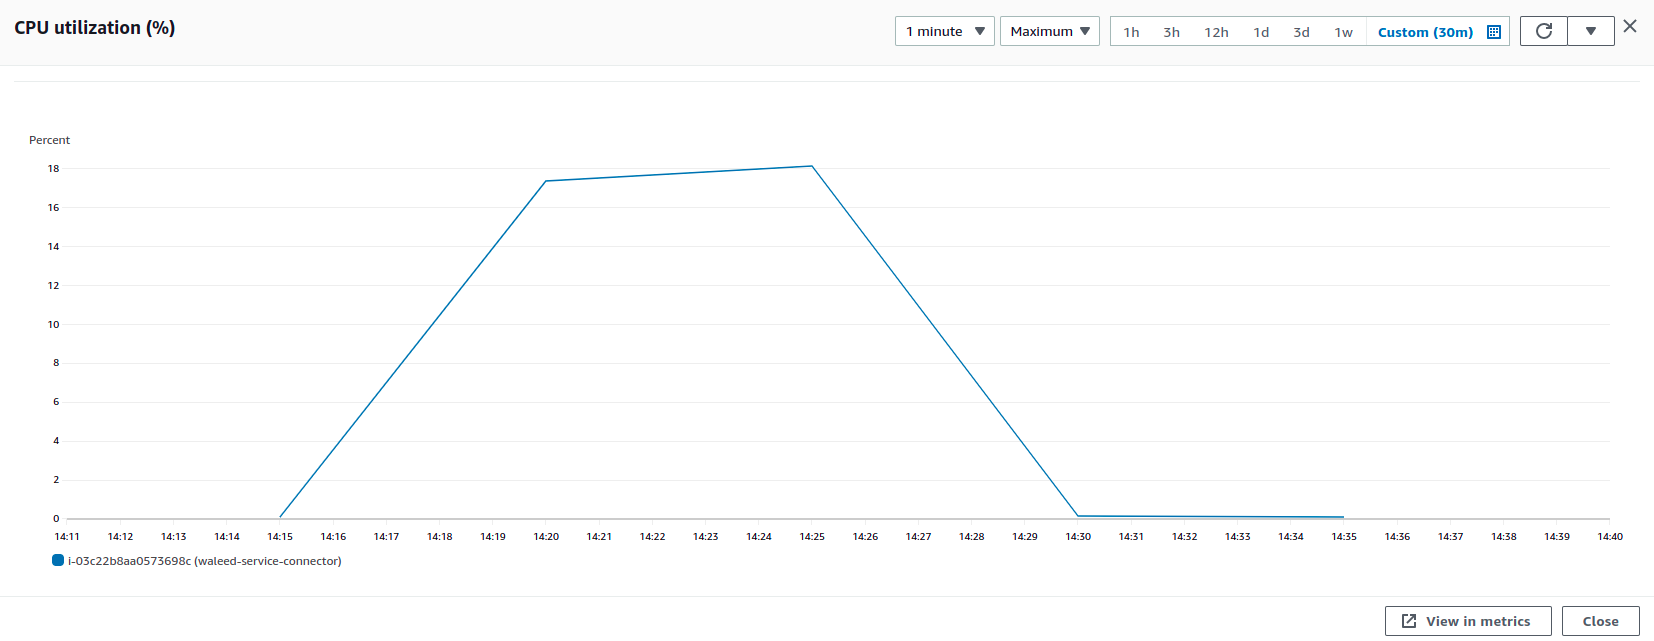 CPU utilization (%)
1 minute Maximum 1h 3h 12h 1d 3d 1w Custom (30m)
Percent
18
16
14
12
10
8
6
4
2
0
14:11 14:12 14:13 14:14 14:15 14:16 14:17 14:18 14:19 14:20 14:21 14:22 14:23 14:24 14:25 14:26 14:27 14:28 14:29 14:30 14:31 14:32 14:33 14:34 14:35 14:36 14:37 14:38 14:39 14:40
i-03c22b8aa0573698c (waleed-service-connector)
View in metrics Close